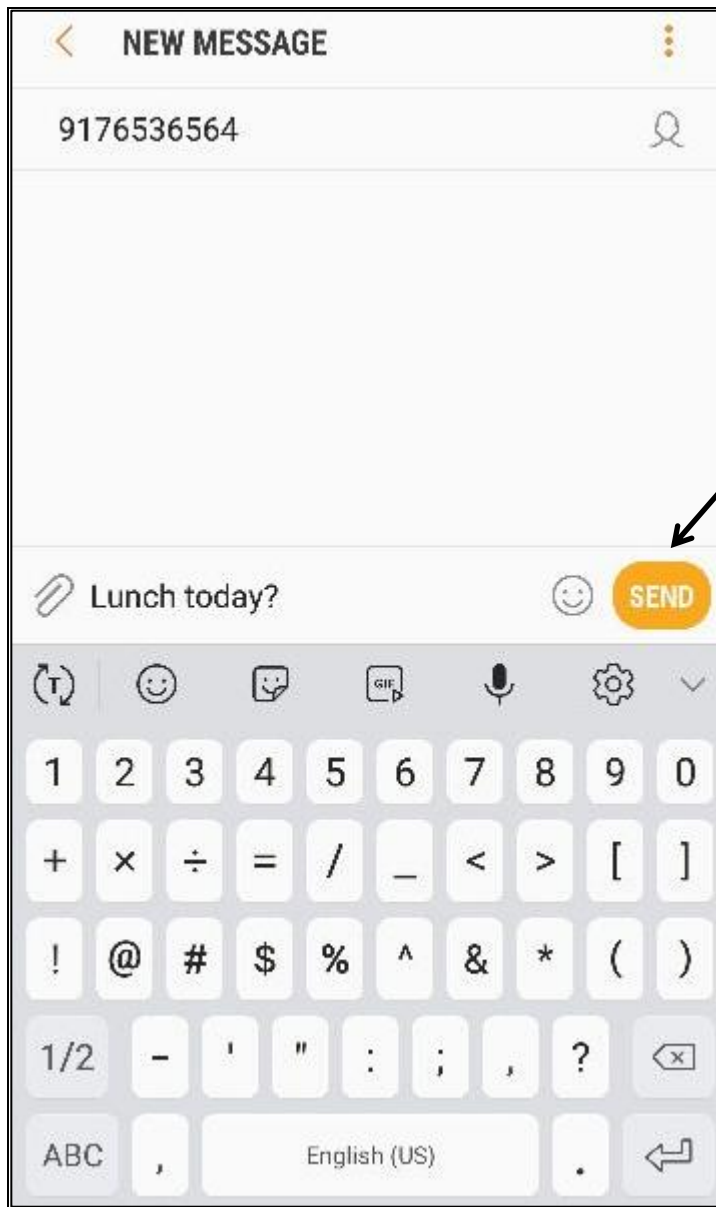 NEW MESSAGE
9176536564
Lunch today?
SEND
T
GIF
1 2 3 4 5 6 7 8 9 0
+ × ÷ = / _ < > [ ]
! @ # $ % ^ & * ( )
1/2 - ' " : ; , ?
ABC , English (US) .